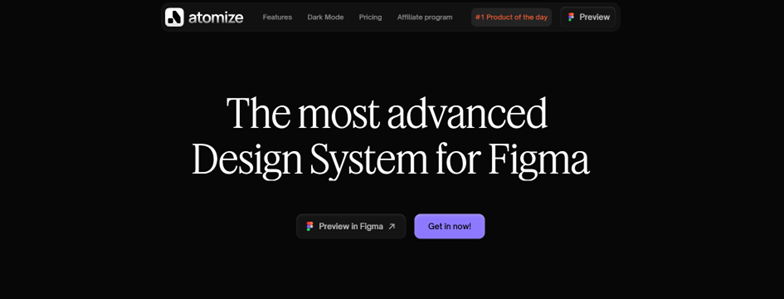 atomize Features Dark Mode Pricing Affiliate program #1 Product of the day Preview
The most advanced
Design System for Figma
Preview in Figma Get in now!